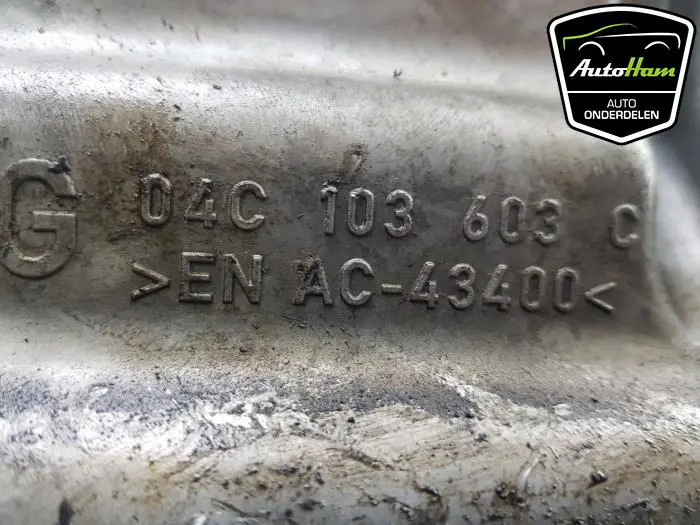 AutoHam
AUTO
ONDERDELEN
G
04C 103 603 C
>EN AC-43400<